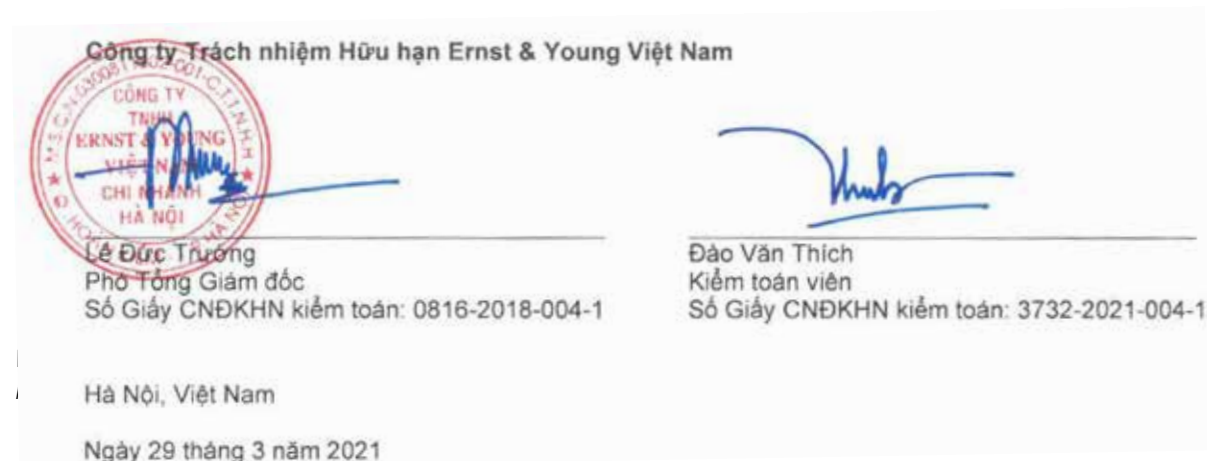 Công ty Trách nhiệm Hữu hạn Ernst & Young Việt Nam
CÔNG TY
TNHH
ERNST & YOUNG
VIỆT NAM
CHI NHÁNH
HÀ NỘI
Lê Đức Trường
Phó Tổng Giám đốc
Số Giấy CNĐKHN kiểm toán: 0816-2018-004-1
Đào Văn Thích
Kiểm toán viên
Số Giấy CNĐKHN kiểm toán: 3732-2021-004-1
Hà Nội, Việt Nam
Ngày 29 tháng 3 năm 2021